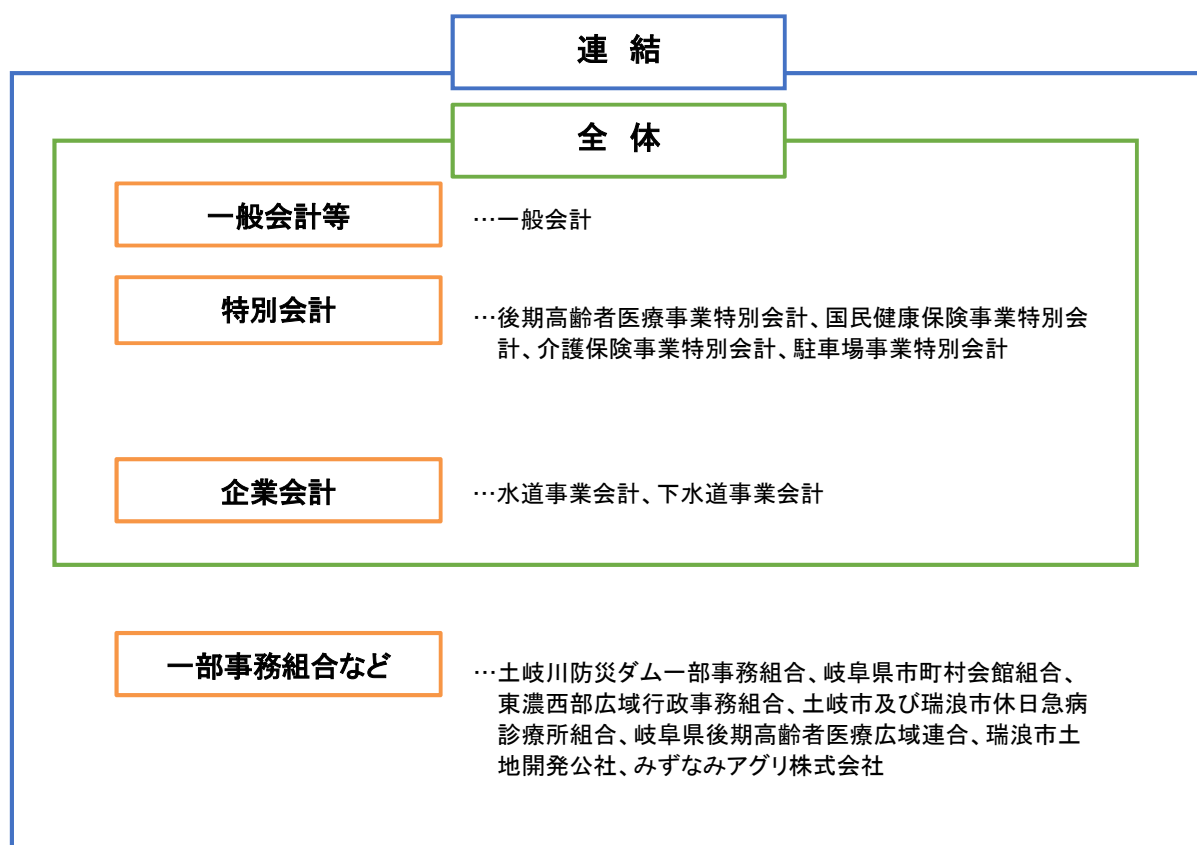 連 結
全 体
一般会計等
…一般会計
特別会計
…後期高齢者医療事業特別会計、国民健康保険事業特別会
計、介護保険事業特別会計、駐車場事業特別会計
企業会計
…水道事業会計、下水道事業会計
一部事務組合など
…土岐川防災ダム一部事務組合、岐阜県市町村会館組合、
東濃西部広域行政事務組合、土岐市及び瑞浪市休日急病
診療所組合、岐阜県後期高齢者医療広域連合、瑞浪市土
地開発公社、みずなみアグリ株式会社